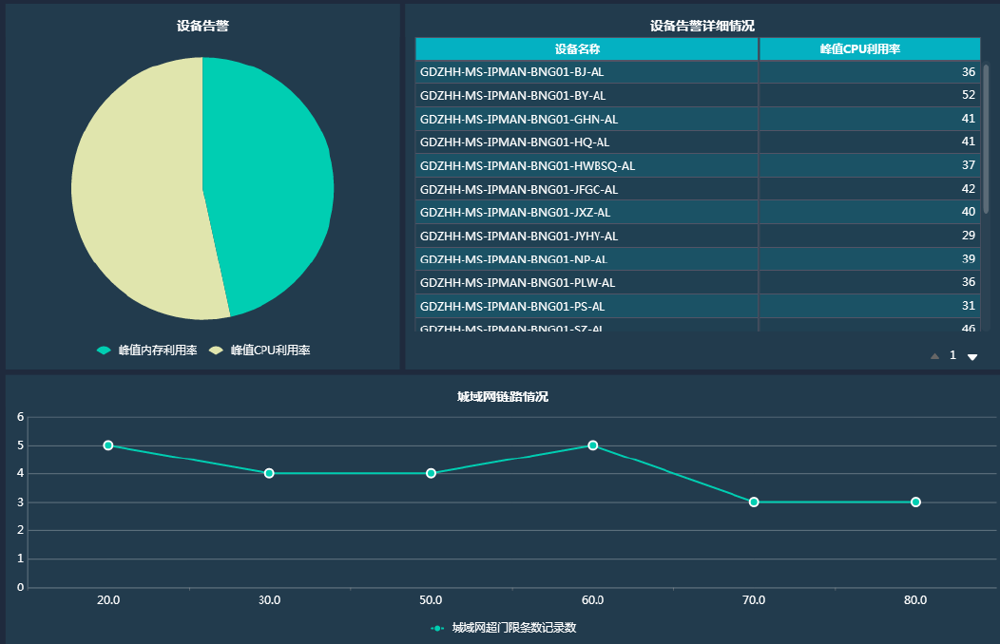 设备告警
峰值内存利用率 峰值CPU利用率
设备告警详细情况
设备名称 峰值CPU利用率
GDZHH-MS-IPMAN-BNG01-BJ-AL 36
GDZHH-MS-IPMAN-BNG01-BY-AL 52
GDZHH-MS-IPMAN-BNG01-GHN-AL 41
GDZHH-MS-IPMAN-BNG01-HQ-AL 41
GDZHH-MS-IPMAN-BNG01-HWBSQ-AL 37
GDZHH-MS-IPMAN-BNG01-JFGC-AL 42
GDZHH-MS-IPMAN-BNG01-JXZ-AL 40
GDZHH-MS-IPMAN-BNG01-JYHY-AL 29
GDZHH-MS-IPMAN-BNG01-NP-AL 39
GDZHH-MS-IPMAN-BNG01-PLW-AL 36
GDZHH-MS-IPMAN-BNG01-PS-AL 31
GDZHH-MS-IPMAN-BNG01-SZ-AL 46
1
城域网链路情况
6
5
4
3
2
1
0
20.0 30.0 50.0 60.0 70.0 80.0
城域网超门限条数记录数